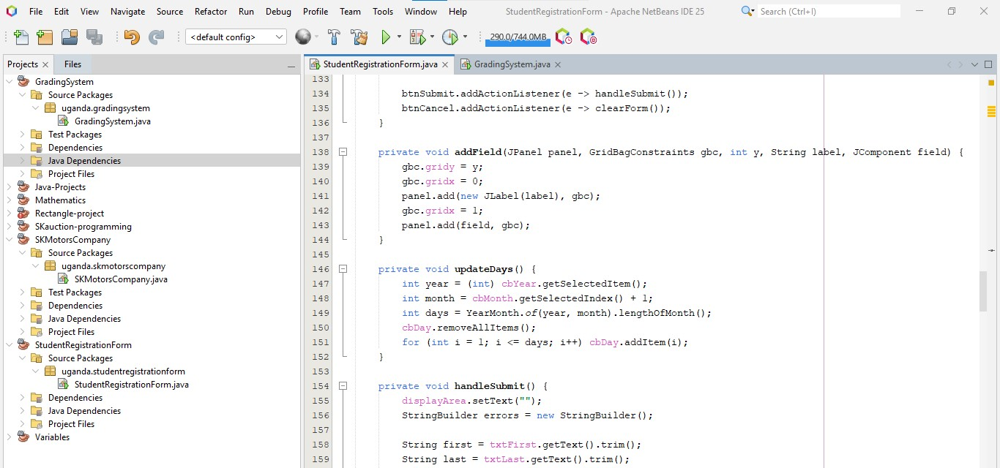 File Edit View Navigate Source Refactor Run Debug Profile Team Tools Window Help StudentRegistrationForm - Apache NetBeans IDE 25 Search (Ctrl+I)
<default config> 290.0/744.0MB
Projects Files
GradingSystem
Source Packages
uganda.gradingsystem
GradingSystem.java
Test Packages
Dependencies
Java Dependencies
Project Files
Java-Projects
Mathematics
Rectangle-project
SKauction-programming
SKMotorsCompany
Source Packages
uganda.skmotorscompany
SKMotorsCompany.java
Test Packages
Dependencies
Java Dependencies
Project Files
StudentRegistrationForm
Source Packages
uganda.studentregistrationform
StudentRegistrationForm.java
Dependencies
Java Dependencies
Project Files
Variables
StudentRegistrationForm.java GradingSystem.java
133
134 btnSubmit.addActionListener(e -> handleSubmit());
135 btnCancel.addActionListener(e -> clearForm());
136 }
137
138 private void addField(JPanel panel, GridBagConstraints gbc, int y, String label, JComponent field) {
139 gbc.gridy = y;
140 gbc.gridx = 0;
141 panel.add(new JLabel(label), gbc);
142 gbc.gridx = 1;
143 panel.add(field, gbc);
144 }
145
146 private void updateDays() {
147 int year = (int) cbYear.getSelectedItem();
148 int month = cbMonth.getSelectedIndex() + 1;
149 int days = YearMonth.of(year, month).lengthOfMonth();
150 cbDay.removeAllItems();
151 for (int i = 1; i <= days; i++) cbDay.addItem(i);
152 }
153
154 private void handleSubmit() {
155 displayArea.setText("");
156 StringBuilder errors = new StringBuilder();
157
158 String first = txtFirst.getText().trim();
159 String last = txtLast.getText().trim();